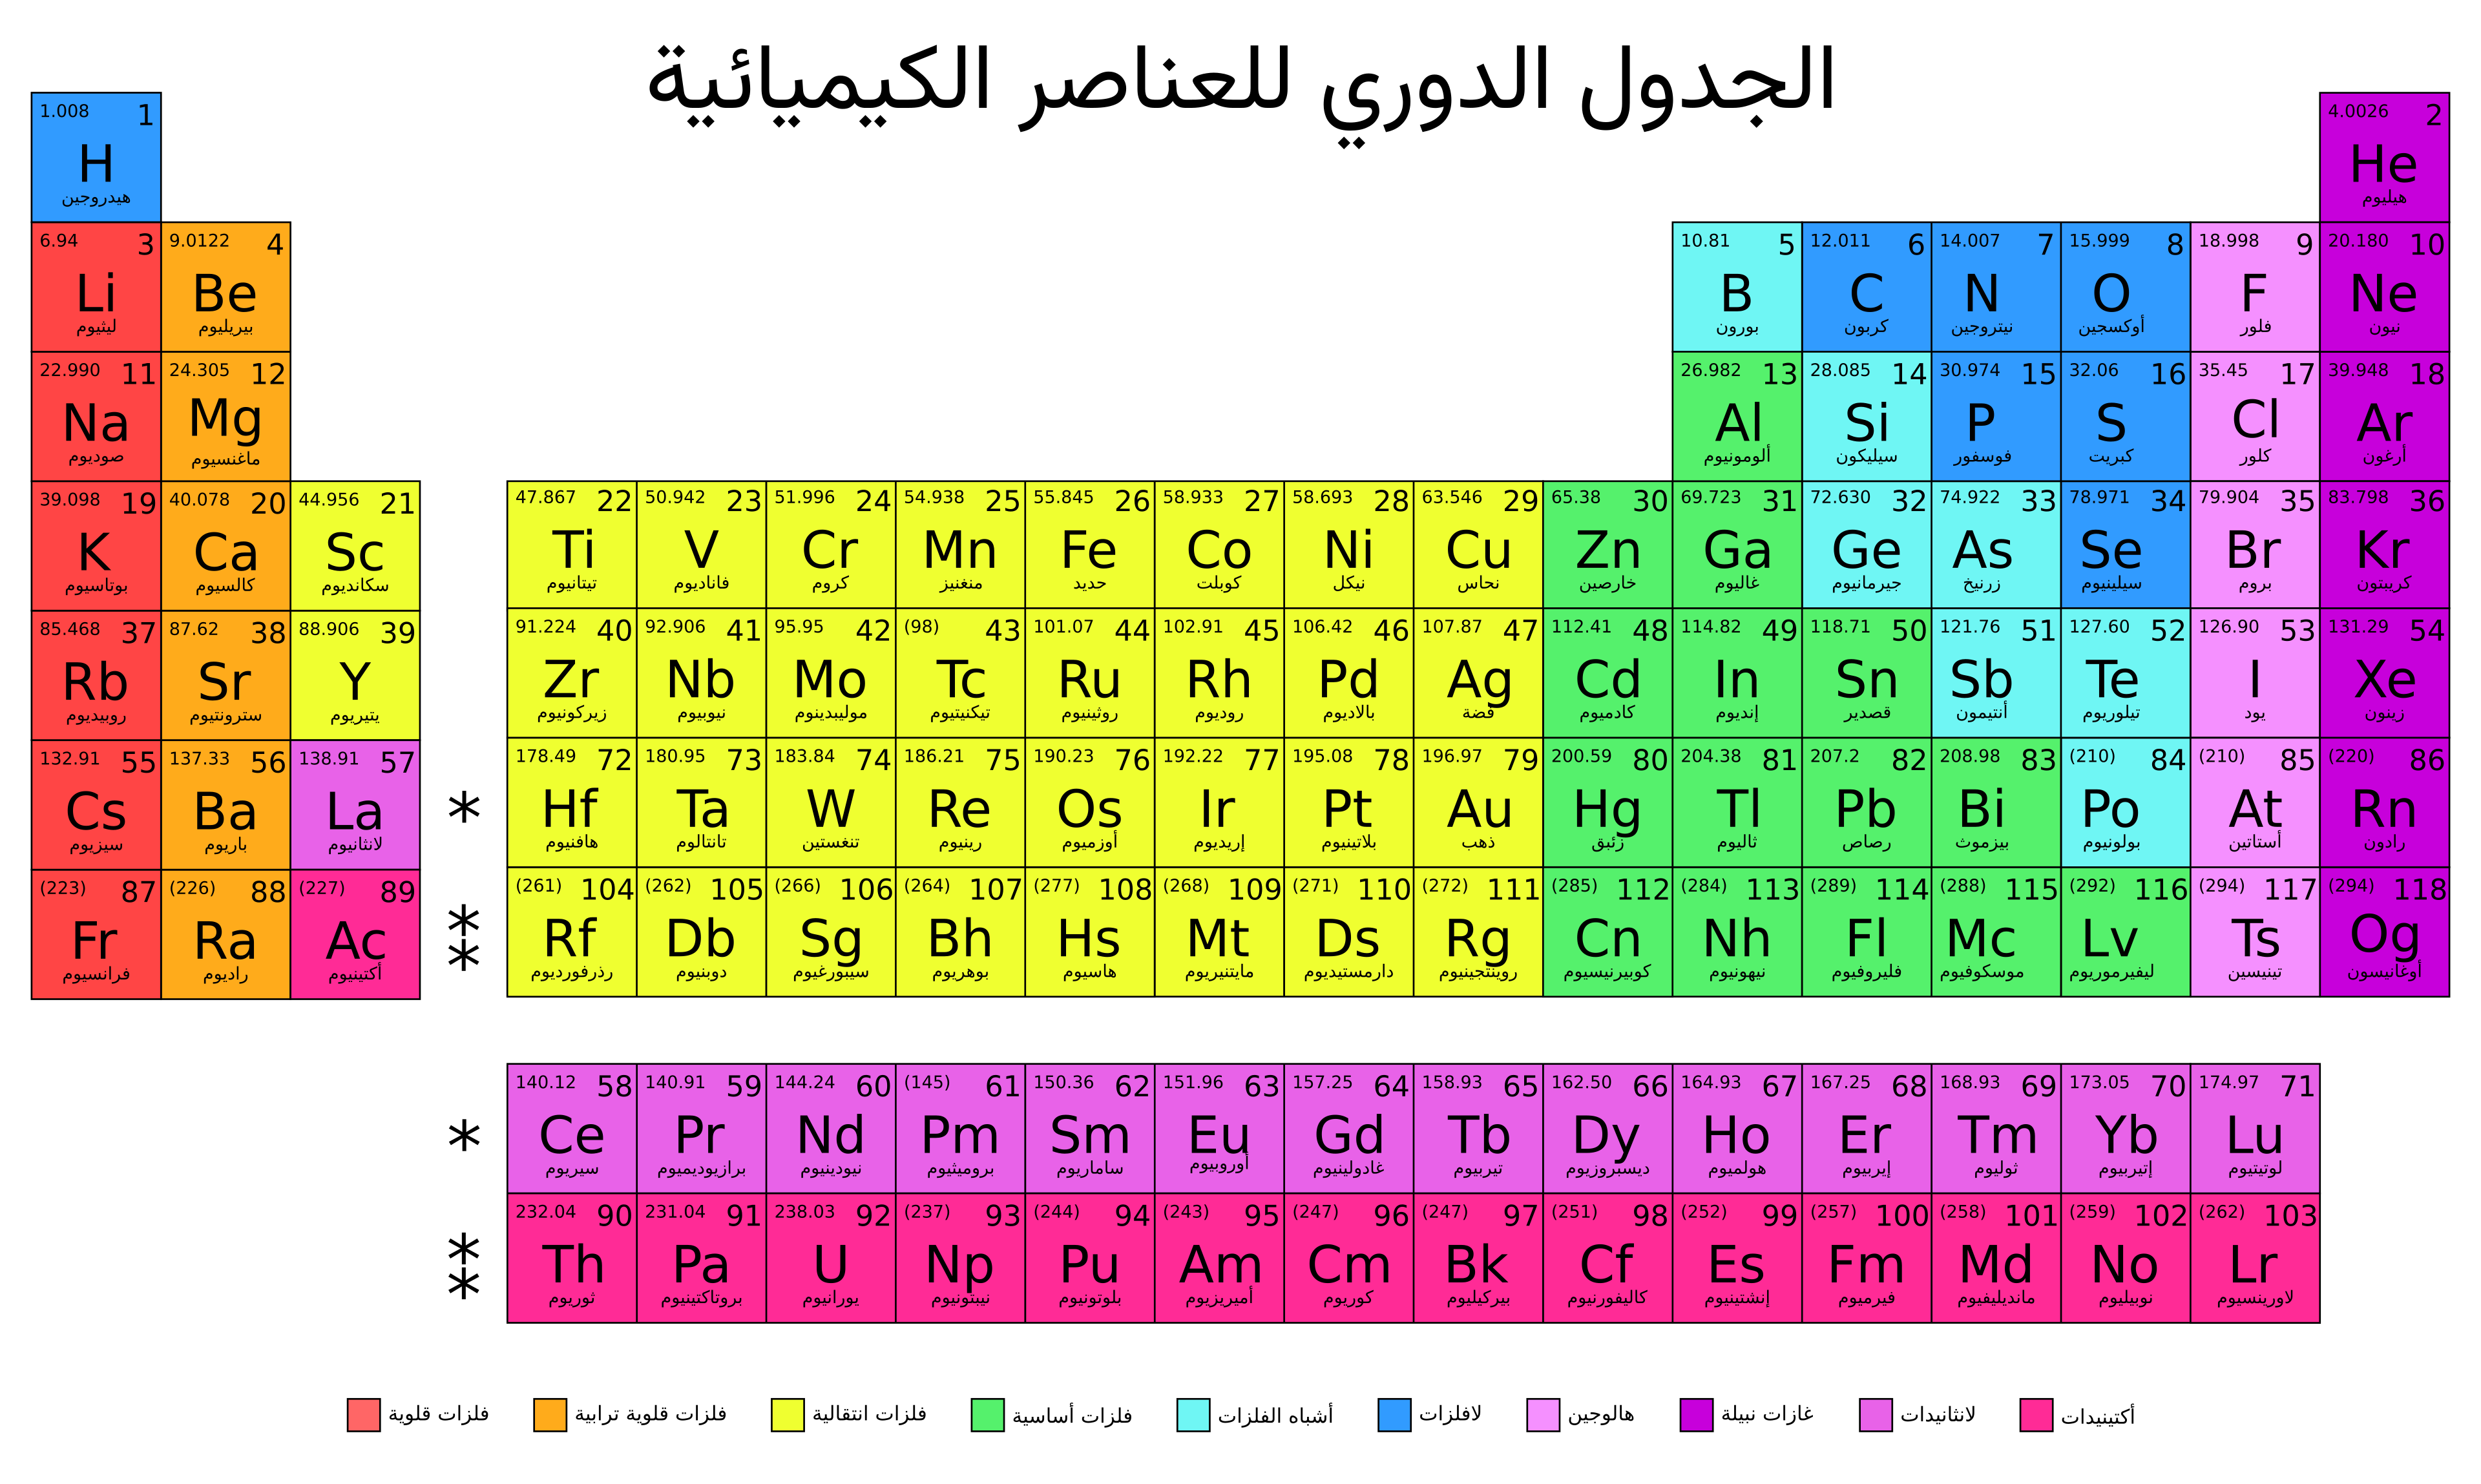 الجدول الدوري للعناصر الكيميائية
1.008 1
H
هيدروجين
4.0026 2
He
هيليوم
6.94 3
Li
ليثيوم
9.0122 4
Be
بيريليوم
10.81 5
B
بورون
12.011 6
C
كربون
14.007 7
N
نيتروجين
15.999 8
O
أوكسجين
18.998 9
F
فلور
20.180 10
Ne
نيون
22.990 11
Na
صوديوم
24.305 12
Mg
ماغنسيوم
26.982 13
Al
ألومونيوم
28.085 14
Si
سيليكون
30.974 15
P
فوسفور
32.06 16
S
كبريت
35.45 17
Cl
كلور
39.948 18
Ar
أرغون
39.098 19
K
بوتاسيوم
40.078 20
Ca
كالسيوم
44.956 21
Sc
سكانديوم
47.867 22
Ti
تيتانيوم
50.942 23
V
فاناديوم
51.996 24
Cr
كروم
54.938 25
Mn
منغنيز
55.845 26
Fe
حديد
58.933 27
Co
كوبلت
58.693 28
Ni
نيكل
63.546 29
Cu
نحاس
65.38 30
Zn
خارصين
69.723 31
Ga
غاليوم
72.630 32
Ge
جيرمانيوم
74.922 33
As
زرنيخ
78.971 34
Se
سيلينيوم
79.904 35
Br
بروم
83.798 36
Kr
كريبتون
85.468 37
Rb
روبيديوم
87.62 38
Sr
سترونتيوم
88.906 39
Y
يتيريوم
91.224 40
Zr
زيركونيوم
92.906 41
Nb
نيوبيوم
95.95 42
Mo
موليبدينوم
(98) 43
Tc
تيكنيتيوم
101.07 44
Ru
روثينيوم
102.91 45
Rh
روديوم
106.42 46
Pd
بالاديوم
107.87 47
Ag
فضة
112.41 48
Cd
كادميوم
114.82 49
In
إنديوم
118.71 50
Sn
قصدير
121.76 51
Sb
أنتيمون
127.60 52
Te
تيلوريوم
126.90 53
I
يود
131.29 54
Xe
زينون
132.91 55
Cs
سيزيوم
137.33 56
Ba
باريوم
138.91 57
La
لانثانيوم
*
178.49 72
Hf
هافنيوم
180.95 73
Ta
تانتالوم
183.84 74
W
تنغستين
186.21 75
Re
رينيوم
190.23 76
Os
أوزميوم
192.22 77
Ir
إريديوم
195.08 78
Pt
بلاتينيوم
196.97 79
Au
ذهب
200.59 80
Hg
زئبق
204.38 81
Tl
ثاليوم
207.2 82
Pb
رصاص
208.98 83
Bi
بيزموث
(210) 84
Po
بولونيوم
(210) 85
At
أستاتين
(220) 86
Rn
رادون
(223) 87
Fr
فرانسيوم
(226) 88
Ra
راديوم
(227) 89
Ac
أكتينيوم
*
*
(261) 104
Rf
رذرفورديوم
(262) 105
Db
دوبنيوم
(266) 106
Sg
سيبورغيوم
(264) 107
Bh
بوهريوم
(277) 108
Hs
هاسيوم
(268) 109
Mt
مايتنيريوم
(271) 110
Ds
دارمستيديوم
(272) 111
Rg
روينتجينيوم
(285) 112
Cn
كوبيرنيسيوم
(284) 113
Nh
نيهونيوم
(289) 114
Fl
فليروفيوم
(288) 115
Mc
موسكوفيوم
(292) 116
Lv
ليفيرموريوم
(294) 117
Ts
تينيسين
(294) 118
Og
أوغانيسون
*
140.12 58
Ce
سيريوم
140.91 59
Pr
برازيوديميوم
144.24 60
Nd
نيودينيوم
(145) 61
Pm
بروميثيوم
150.36 62
Sm
ساماريوم
151.96 63
Eu
أوروبيوم
157.25 64
Gd
غادولينيوم
158.93 65
Tb
تيربيوم
162.50 66
Dy
ديسبروزيوم
164.93 67
Ho
هولميوم
167.25 68
Er
إيربيوم
168.93 69
Tm
ثوليوم
173.05 70
Yb
إتيربيوم
174.97 71
Lu
لوتيتيوم
*
*
232.04 90
Th
ثوريوم
231.04 91
Pa
بروتاكتينيوم
238.03 92
U
يورانيوم
(237) 93
Np
نيبتونيوم
(244) 94
Pu
بلوتونيوم
(243) 95
Am
أميريزيوم
(247) 96
Cm
كوريوم
(247) 97
Bk
بيركيليوم
(251) 98
Cf
كاليفورنيوم
(252) 99
Es
إنشتينيوم
(257) 100
Fm
فيرميوم
(258) 101
Md
مانديليفيوم
(259) 102
No
نوبيليوم
(262) 103
Lr
لاورينسيوم
فلزات قلوية
فلزات قلوية ترابية
فلزات انتقالية
فلزات أساسية
أشباه الفلزات
لافلزات
هالوجين
غازات نبيلة
لانثانيدات
أكتينيدات